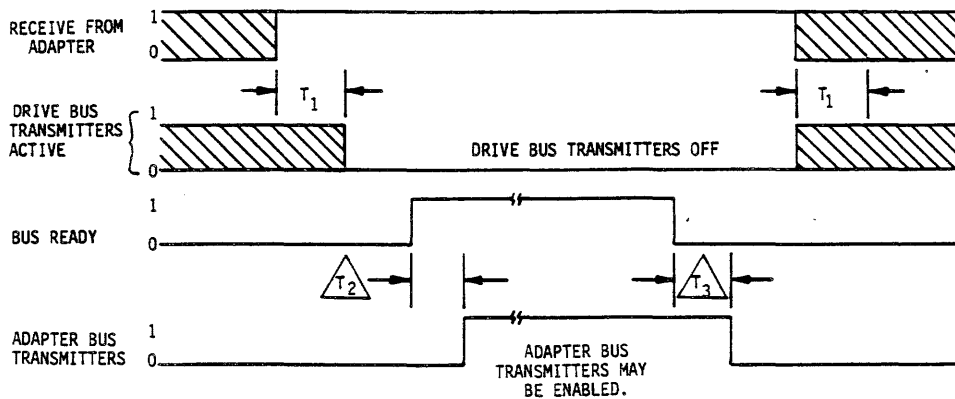 1
RECEIVE FROM
ADAPTER
0
T1
T1
DRIVE BUS
TRANSMITTERS
ACTIVE
1
0
DRIVE BUS TRANSMITTERS OFF
1
BUS READY
0
T2
T3
ADAPTER BUS
TRANSMITTERS
1
0
ADAPTER BUS
TRANSMITTERS MAY
BE ENABLED.